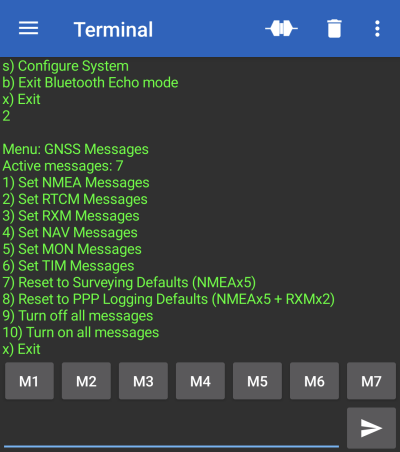 Terminal
s) Configure System
b) Exit Bluetooth Echo mode
x) Exit
2
Menu: GNSS Messages
Active messages: 7
1) Set NMEA Messages
2) Set RTCM Messages
3) Set RXM Messages
4) Set NAV Messages
5) Set MON Messages
6) Set TIM Messages
7) Reset to Surveying Defaults (NMEAx5)
8) Reset to PPP Logging Defaults (NMEAx5 + RXMx2)
9) Turn off all messages
10) Turn on all messages
x) Exit
M1 M2 M3 M4 M5 M6 M7